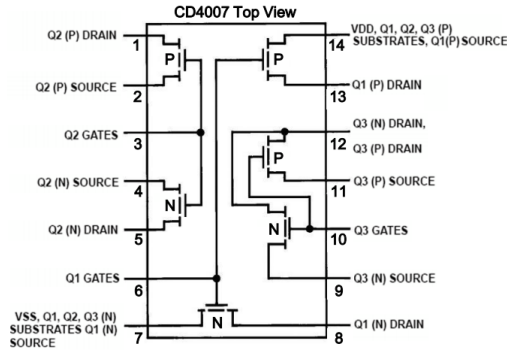 CD4007 Top View
Q2 (P) DRAIN
1
P
Q2 (P) SOURCE
2
Q2 GATES
3
Q2 (N) SOURCE
4
N
Q2 (N) DRAIN
5
Q1 GATES
6
VSS, Q1, Q2, Q3 (N)
SUBSTRATES Q1 (N)
SOURCE
7
N
P
14
VDD, Q1, Q2, Q3 (P)
SUBSTRATES, Q1(P) SOURCE
13
Q1 (P) DRAIN
12
Q3 (N) DRAIN,
Q3 (P) DRAIN
P
11
Q3 (P) SOURCE
N
10
Q3 GATES
9
Q3 (N) SOURCE
8
Q1 (N) DRAIN